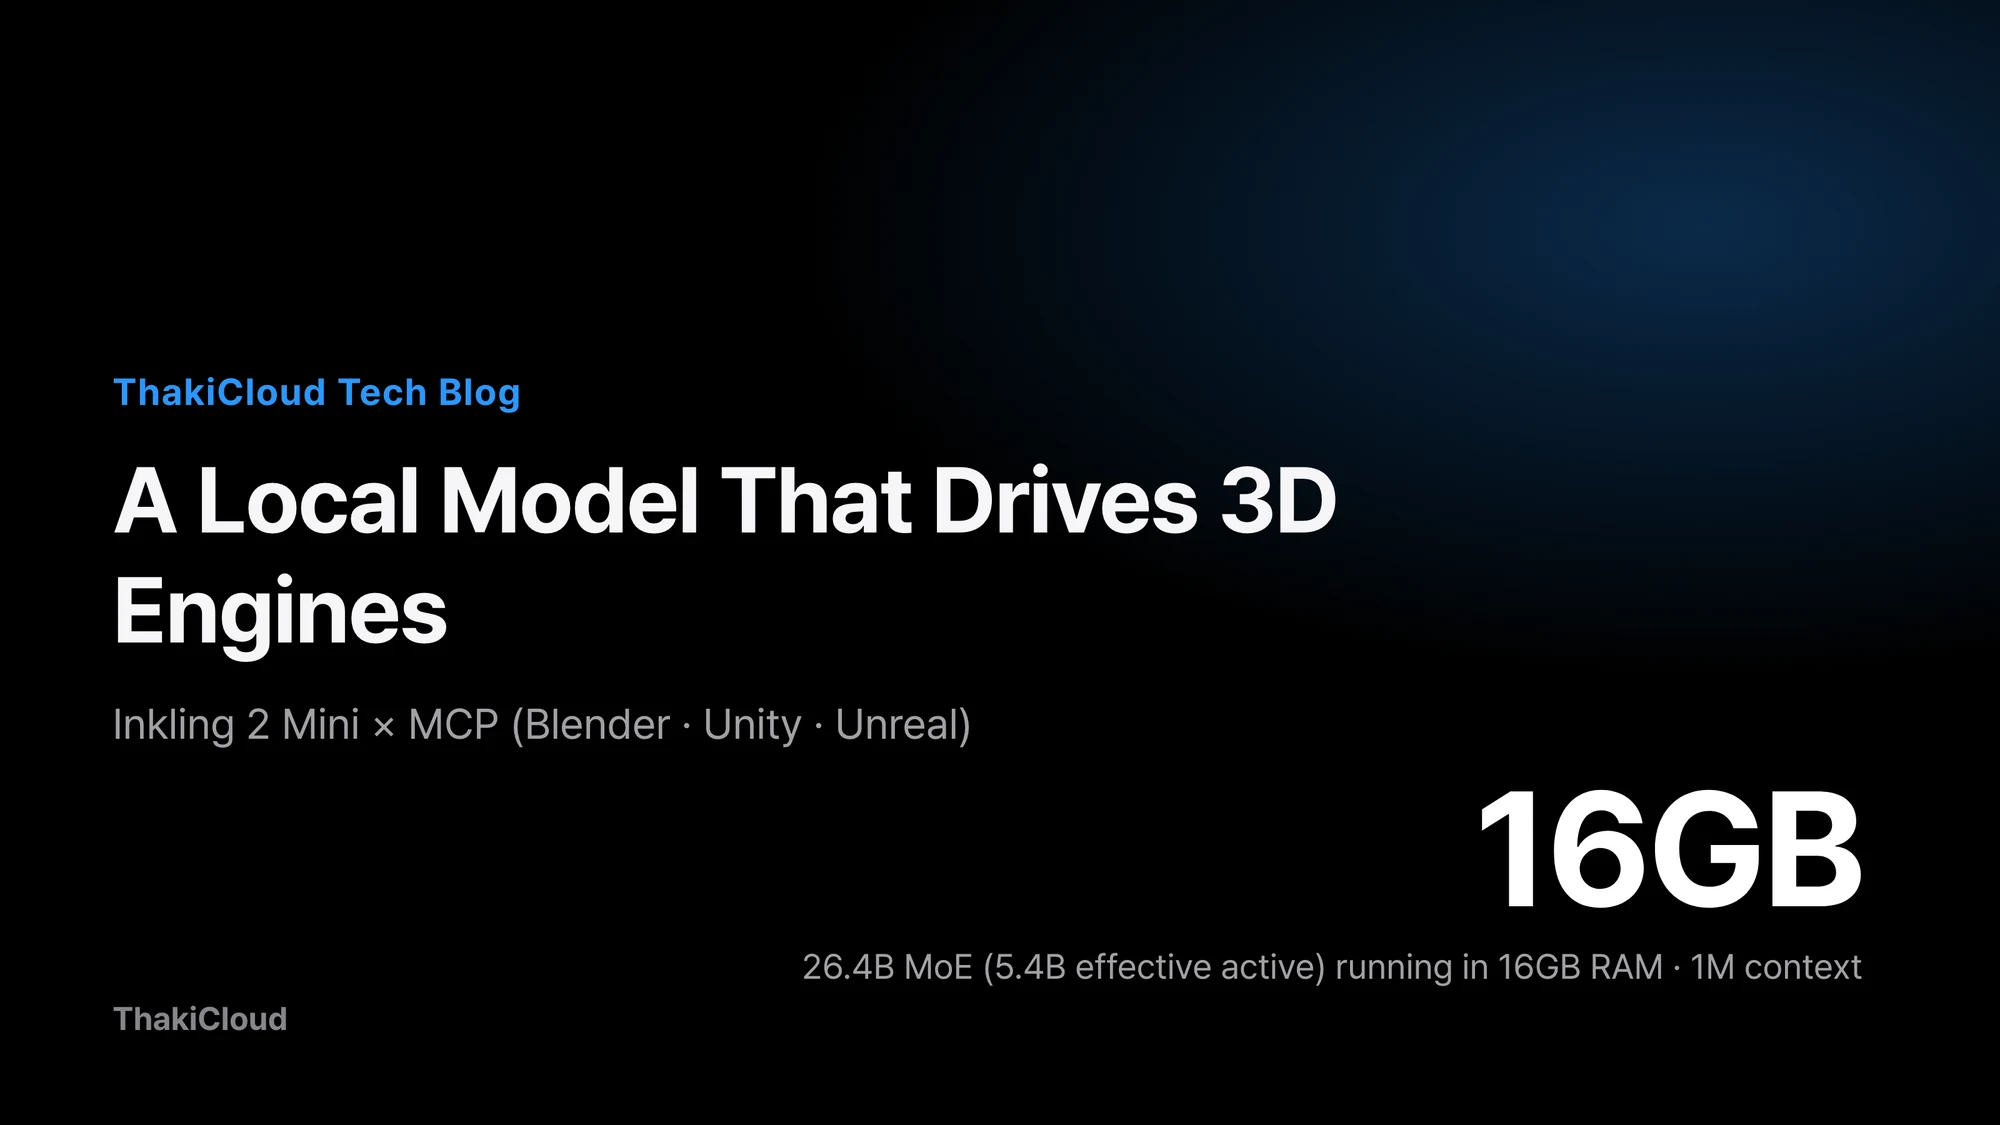 ThakiCloud Tech Blog
A Local Model That Drives 3D
Engines
Inkling 2 Mini × MCP (Blender · Unity · Unreal)
16GB
26.4B MoE (5.4B effective active) running in 16GB RAM · 1M context
ThakiCloud